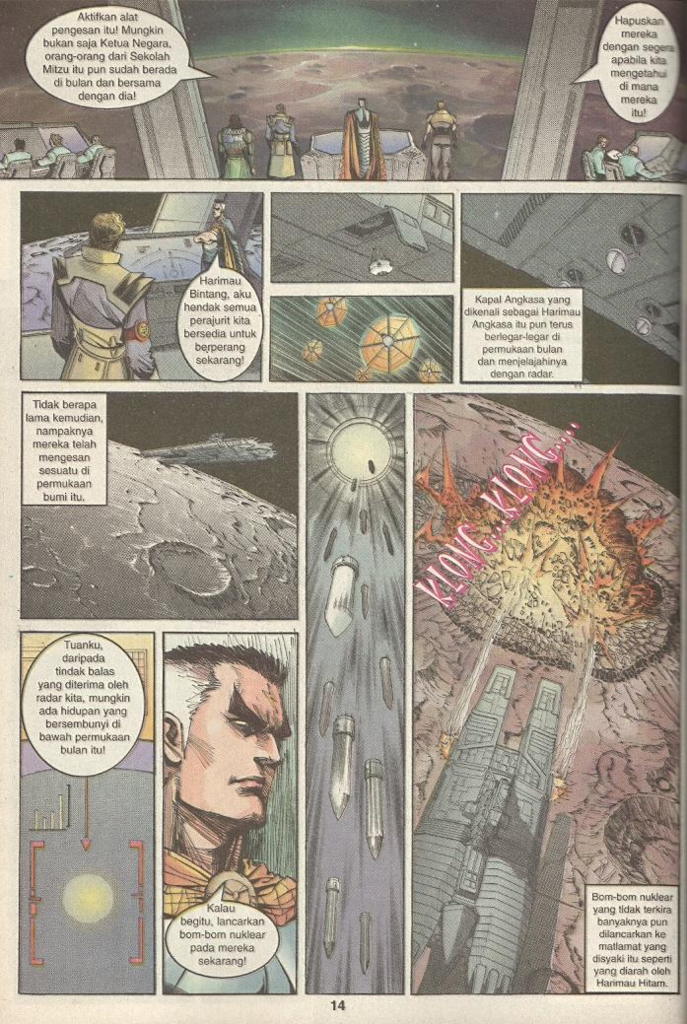 Aktifkan alat
pengesan itu! Mungkin
bukan saja Ketua Negara,
orang-orang dari Sekolah
Mitzu itu pun sudah berada
di bulan dan bersama
dengan dia!
Hapuskan
mereka
dengan segera
apabila kita
mengetahui
di mana
mereka
itu!
Harimau
Bintang, aku
hendak semua
perajurit kita
bersedia untuk
berperang
sekarang!
Kapal Angkasa yang
dikenali sebagai Harimau
Angkasa itu pun terus
berlegar-legar di
permukaan bulan
dan menjelajahinya
dengan radar.
Tidak berapa
lama kemudian,
nampaknya
mereka telah
mengesan
sesuatu di
permukaan
bumi itu.
KLONG...KLONG...
Tuanku,
daripada
tindak balas
yang diterima oleh
radar kita, mungkin
ada hidupan yang
bersembunyi di
bawah permukaan
bulan itu!
Kalau
begitu, lancarkan
bom-bom nuklear
pada mereka
sekarang!
Bom-bom nuklear
yang tidak terkira
banyaknya pun
dilancarkan ke
matlamat yang
disyaki itu seperti
yang diarah oleh
Harimau Hitam.
14